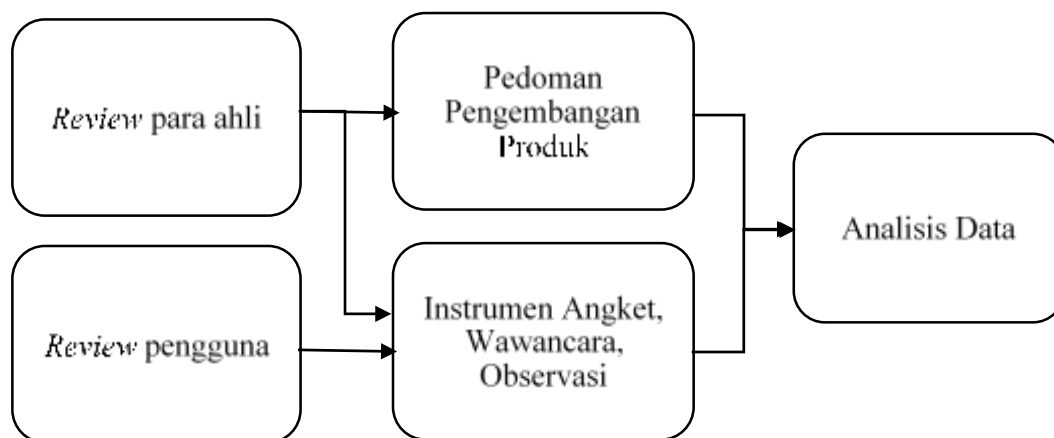 Review para ahli
Pedoman
Pengembangan
Produk
Review pengguna
Instrumen Angket,
Wawancara,
Observasi
Analisis Data